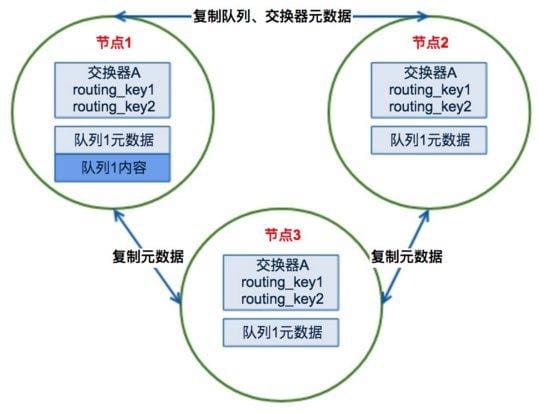 复制队列、交换器元数据
节点1
交换器A
routing_key1
routing_key2
队列1元数据
队列1内容
节点2
交换器A
routing_key1
routing_key2
队列1元数据
复制元数据
复制元数据
节点3
交换器A
routing_key1
routing_key2
队列1元数据